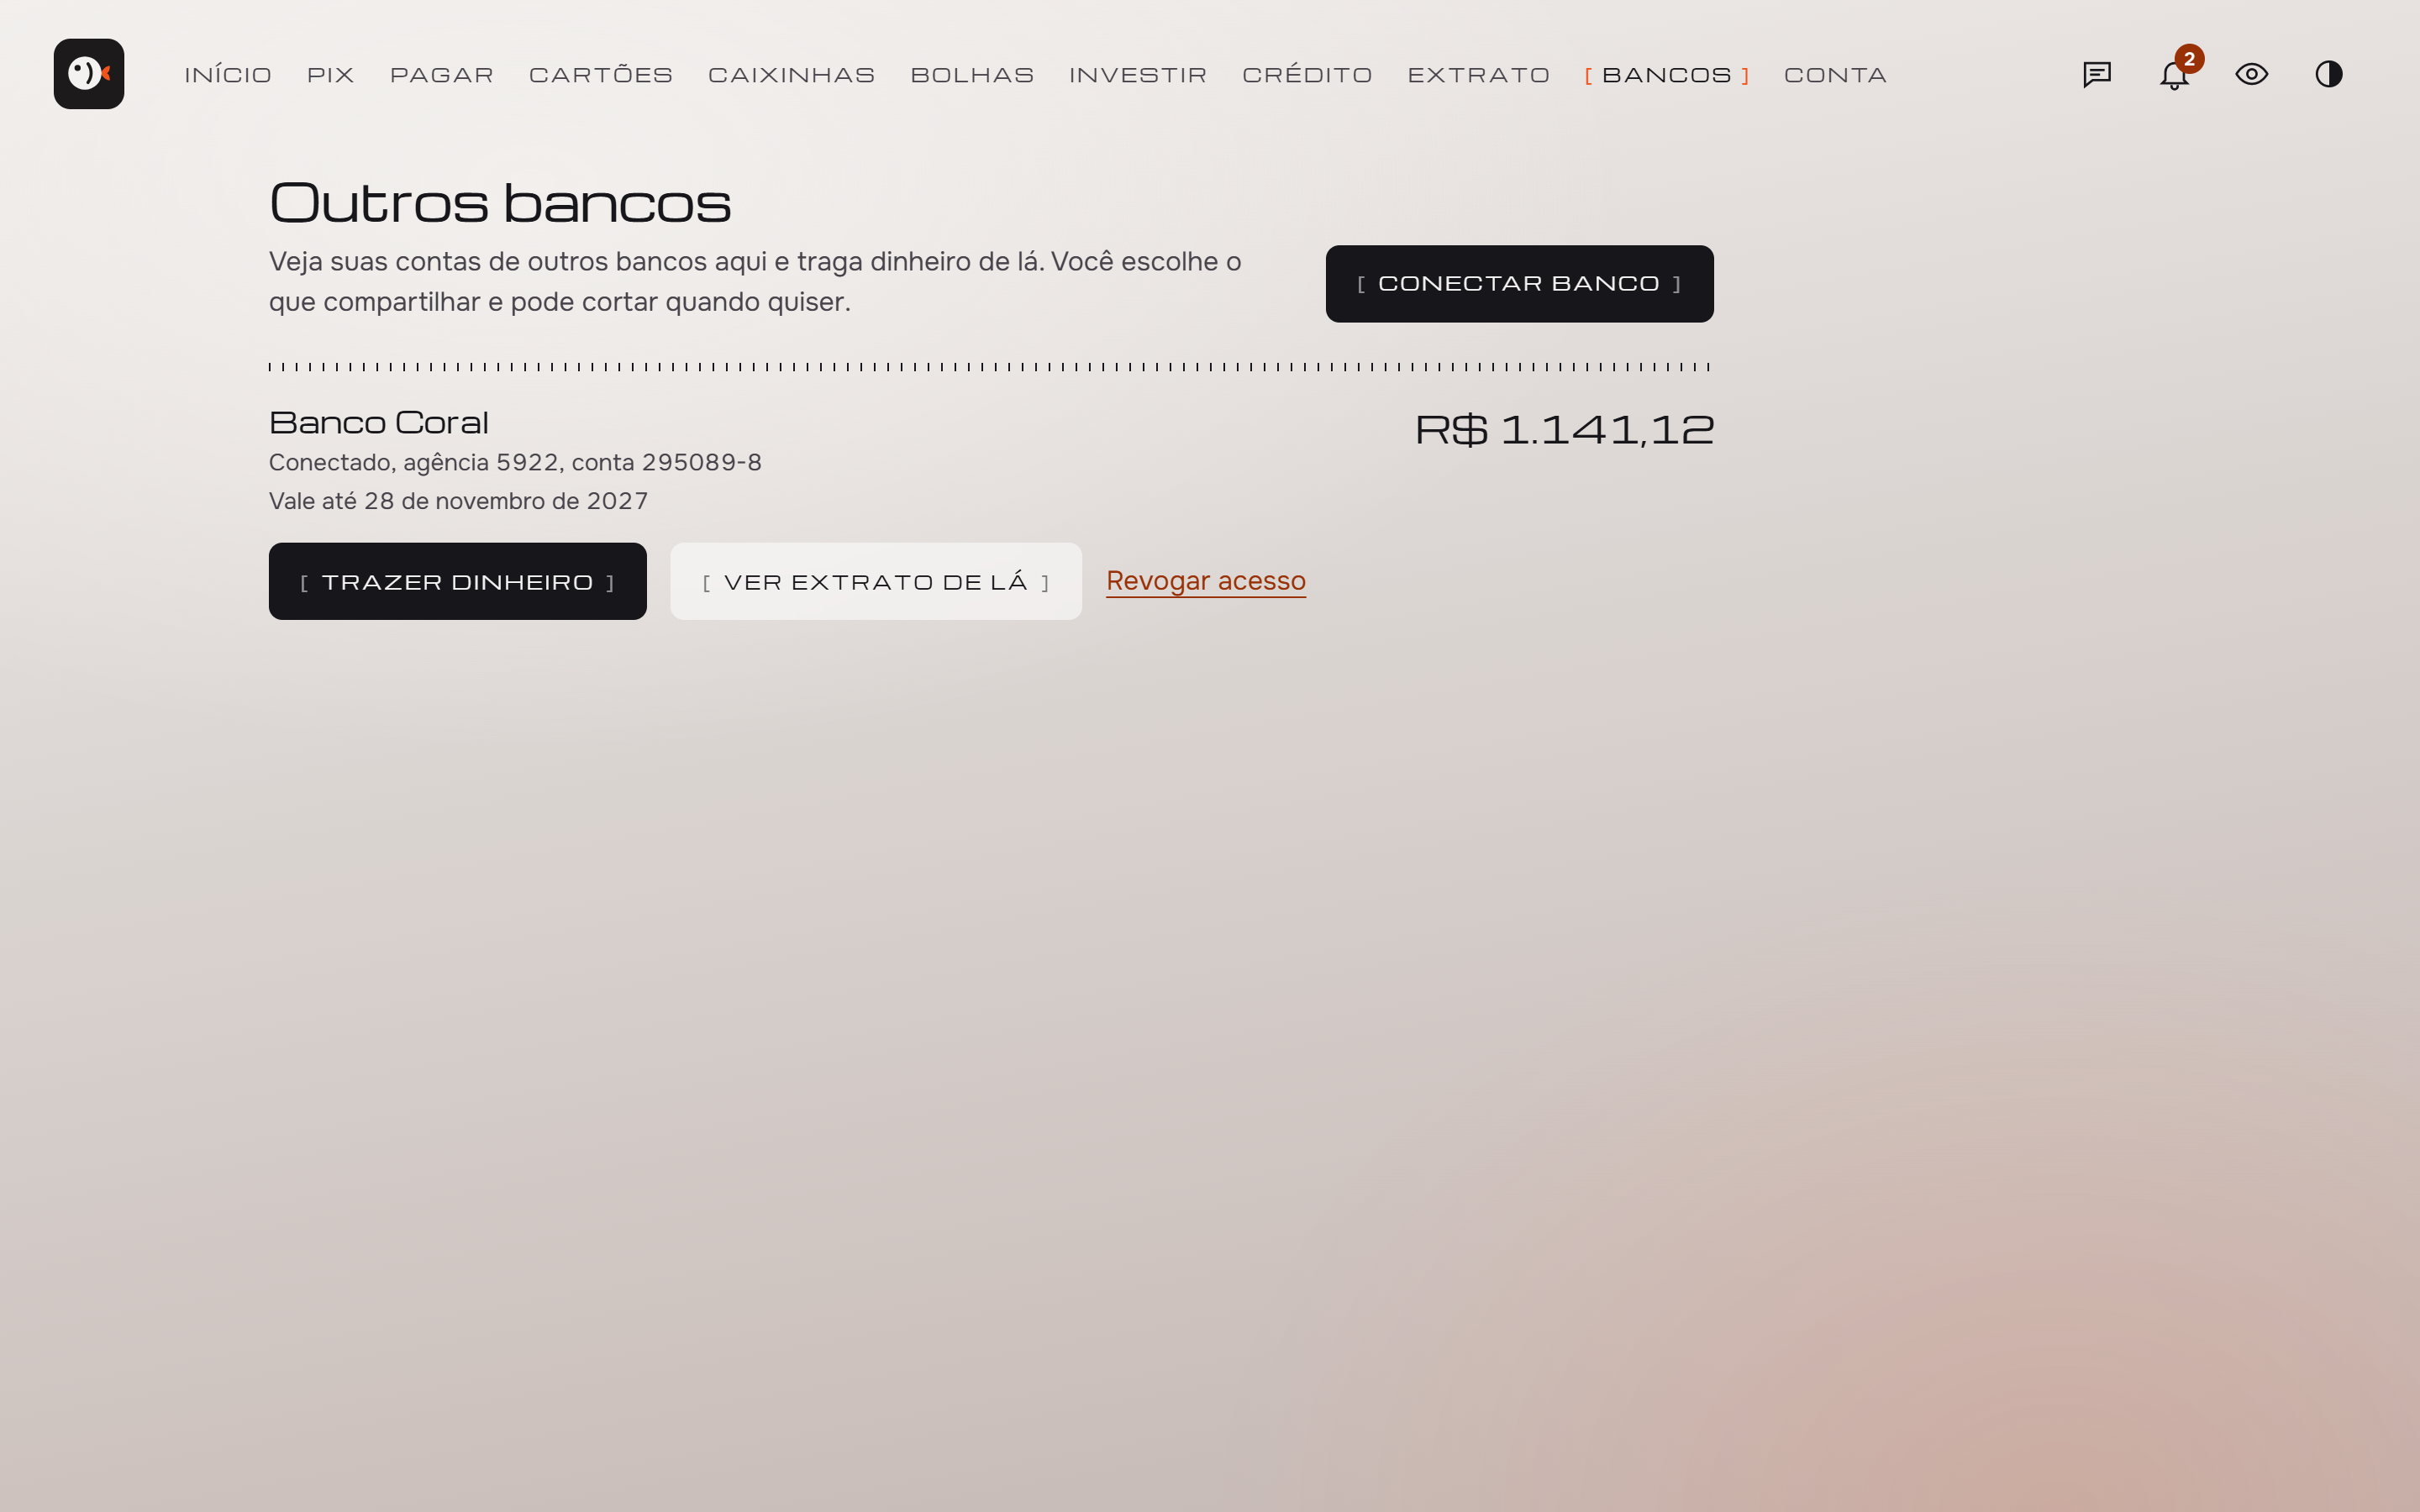 INÍCIO PIX PAGAR CARTÕES CAIXINHAS BOLHAS INVESTIR CRÉDITO EXTRATO [ BANCOS ] CONTA 2
Outros bancos
Veja suas contas de outros bancos aqui e traga dinheiro de lá. Você escolhe o
que compartilhar e pode cortar quando quiser.
[ CONECTAR BANCO ]
Banco Coral
R$ 1.141,12
Conectado, agência 5922, conta 295089-8
Vale até 28 de novembro de 2027
[ TRAZER DINHEIRO ] [ VER EXTRATO DE LÁ ] Revogar acesso